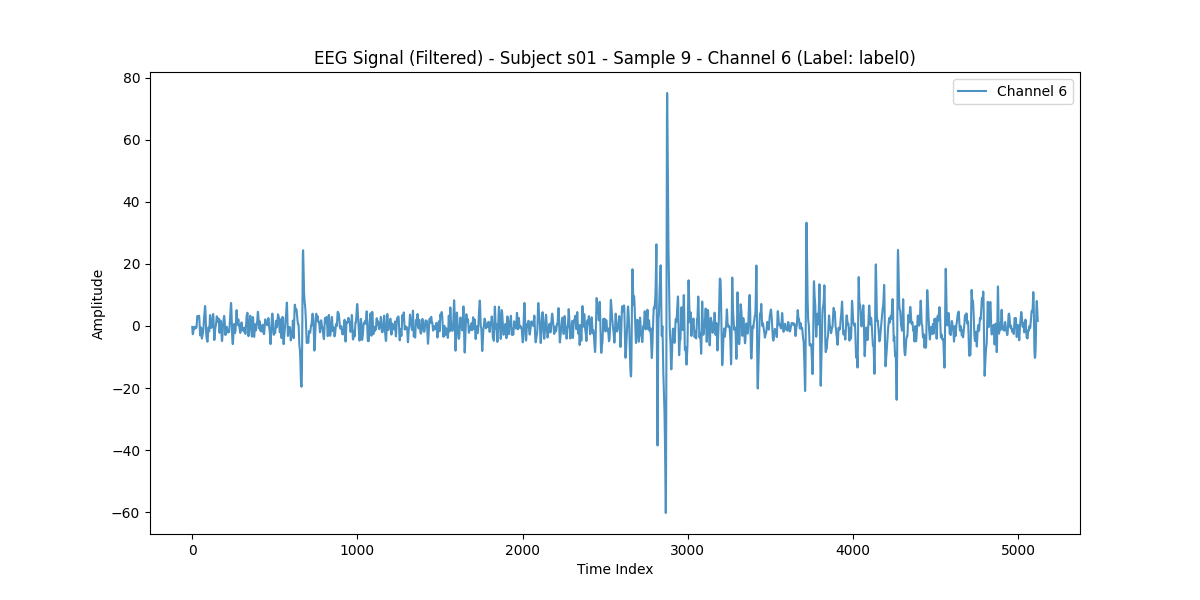 EEG Signal (Filtered) - Subject s01 - Sample 9 - Channel 6 (Label: label0)
Channel 6
80
60
40
20
0
−20
−40
−60
Amplitude
0 1000 2000 3000 4000 5000
Time Index